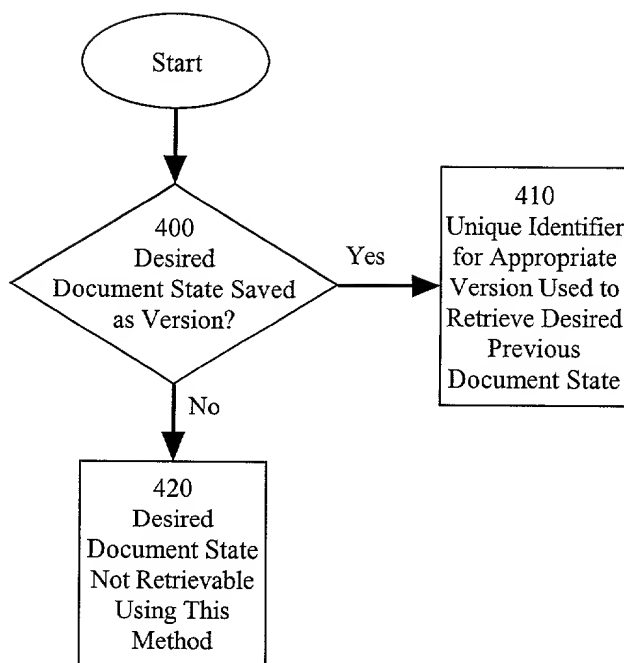 Start
400
Desired
Document State Saved
as Version?
Yes
410
Unique Identifier
for Appropriate
Version Used to
Retrieve Desired
Previous
Document State
No
420
Desired
Document State
Not Retrievable
Using This
Method